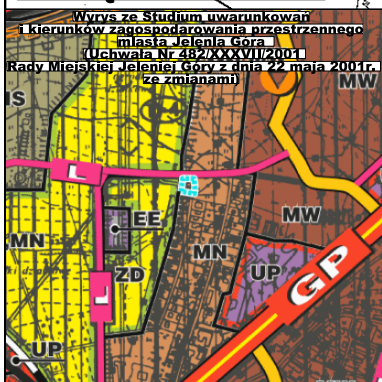 Wyrys ze Studium uwarunkowań
i kierunków zagospodarowania przestrzennego
miasta Jelenia Góra
(Uchwała Nr 482/XXXVII/2001
Rady Miejskiej Jeleniej Góry z dnia 22 maja 2001r.
ze zmianami)
MW
IS
L
MW
EE
MN
MN
ZD
UP
GP
L
UP